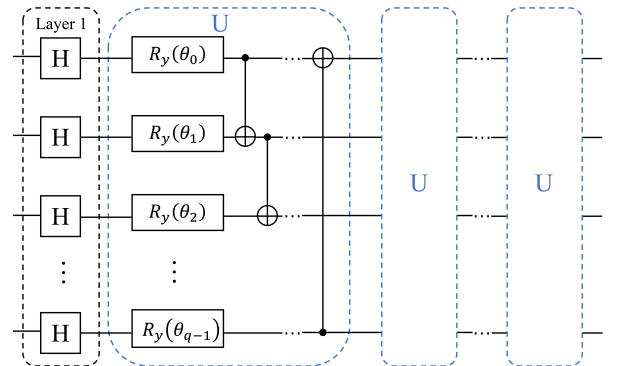 Layer 1
U
H R_y(θ_0) ... ...
H R_y(θ_1) ... ...
U U
H R_y(θ_2) ... ...
⋮ ⋮
H R_y(θ_{q−1}) ... ...